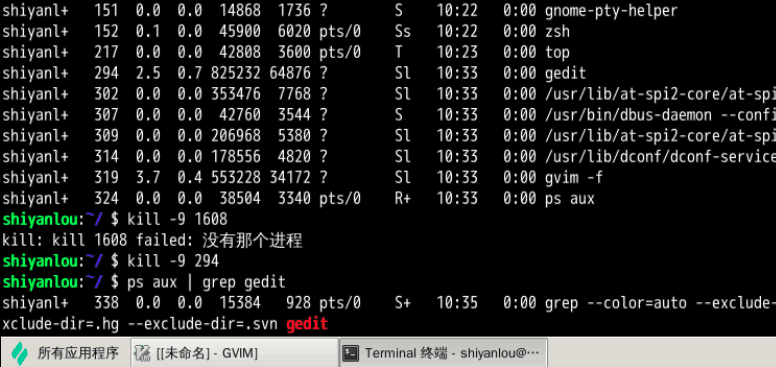 shiyanl+ 151 0.0 0.0 14868 1736 ? S 10:22 0:00 gnome-pty-helper
shiyanl+ 152 0.1 0.0 45900 6020 pts/0 Ss 10:22 0:00 zsh
shiyanl+ 217 0.0 0.0 42808 3600 pts/0 T 10:23 0:00 top
shiyanl+ 294 2.5 0.7 825232 64876 ? Sl 10:33 0:00 gedit
shiyanl+ 302 0.0 0.0 353476 7768 ? Sl 10:33 0:00 /usr/lib/at-spi2-core/at-spi
shiyanl+ 307 0.0 0.0 42760 3544 ? S 10:33 0:00 /usr/bin/dbus-daemon --confi
shiyanl+ 309 0.0 0.0 206968 5380 ? Sl 10:33 0:00 /usr/lib/at-spi2-core/at-spi
shiyanl+ 314 0.0 0.0 178556 4820 ? Sl 10:33 0:00 /usr/lib/dconf/dconf-service
shiyanl+ 319 3.7 0.4 553228 34172 ? Sl 10:33 0:00 gvim -f
shiyanl+ 324 0.0 0.0 38504 3340 pts/0 R+ 10:33 0:00 ps aux
shiyanlou:~/ $ kill -9 1608
kill: kill 1608 failed: 没有那个进程
shiyanlou:~/ $ kill -9 294
shiyanlou:~/ $ ps aux | grep gedit
shiyanl+ 338 0.0 0.0 15384 928 pts/0 S+ 10:35 0:00 grep --color=auto --exclude-
xclude-dir=.hg --exclude-dir=.svn gedit
所有应用程序 [[未命名] - GVIM] Terminal 终端 - shiyanlou@···